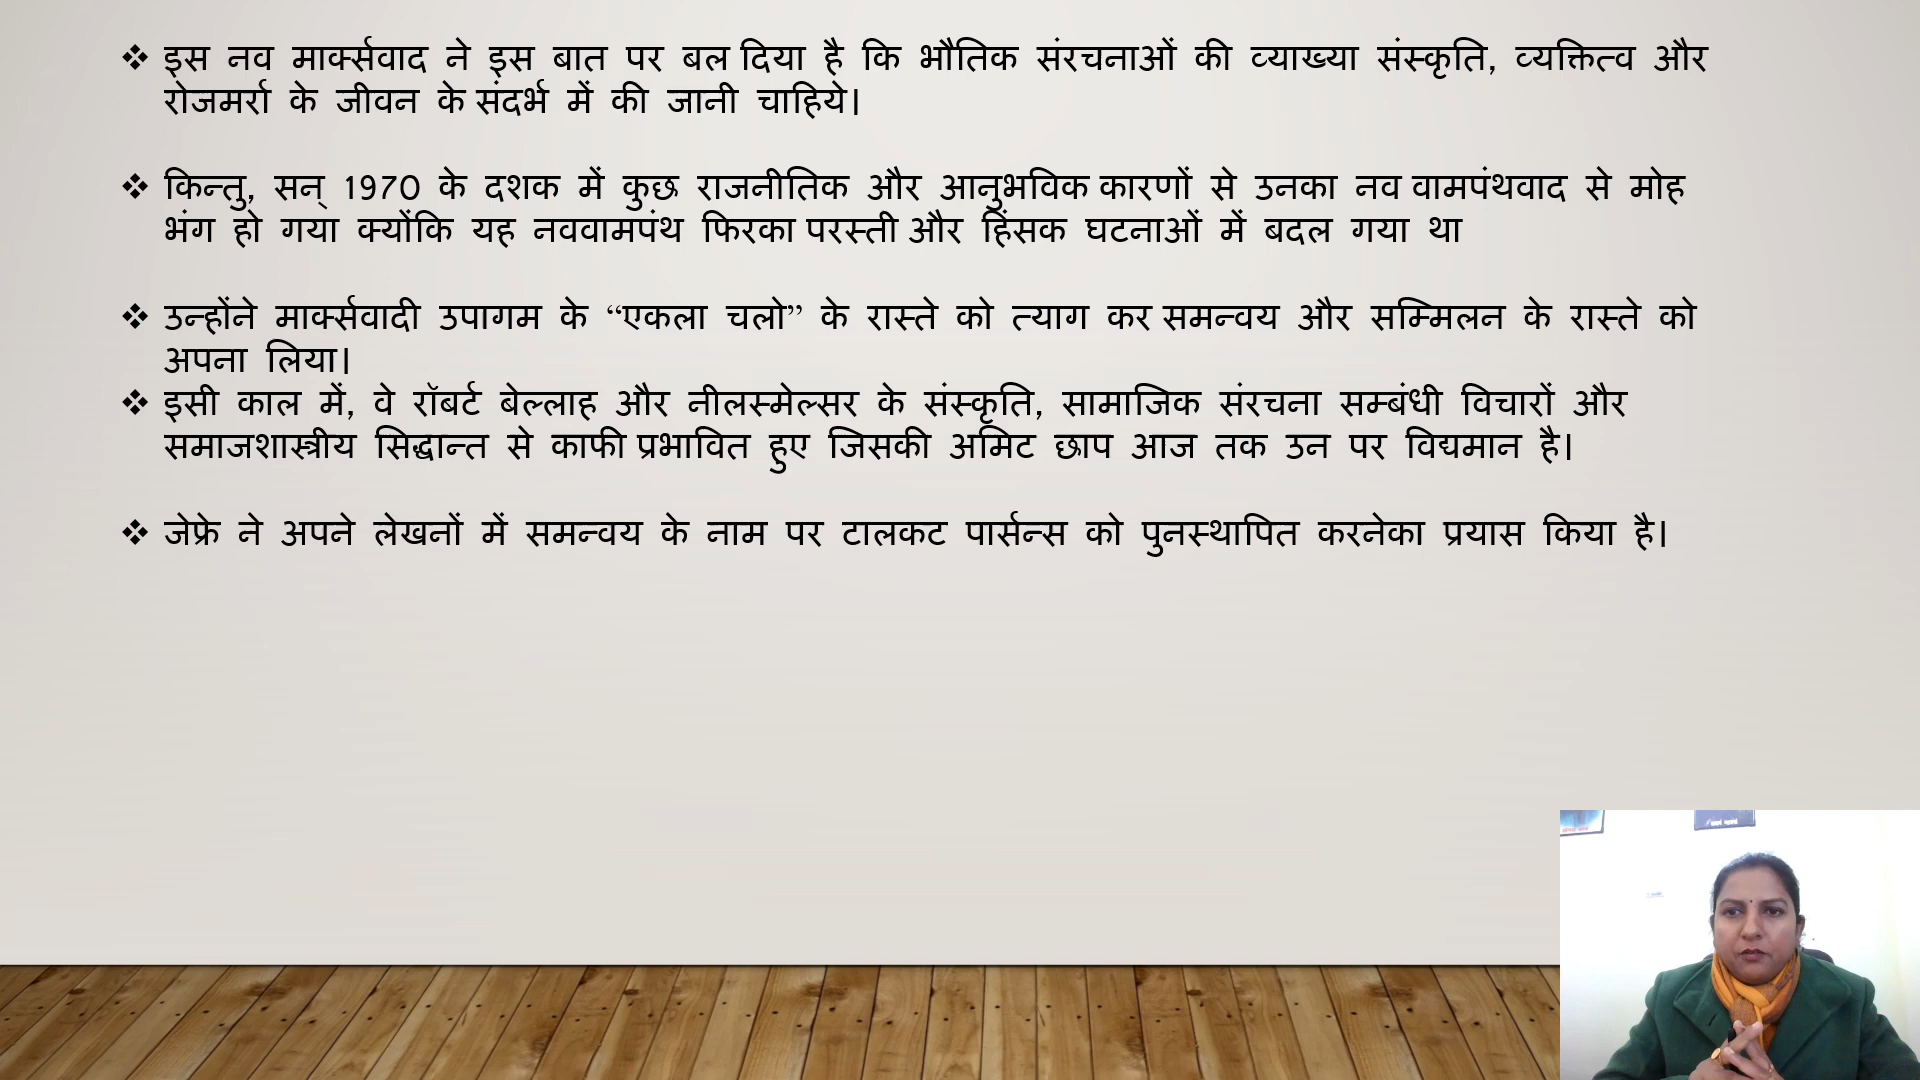 ❖ इस नव मार्क्सवाद ने इस बात पर बल दिया है कि भौतिक संरचनाओं की व्याख्या संस्कृति, व्यक्तित्व और
रोजमर्रा के जीवन के संदर्भ में की जानी चाहिये।
❖ किन्तु, सन् 1970 के दशक में कुछ राजनीतिक और आनुभविक कारणों से उनका नव वामपंथवाद से मोह
भंग हो गया क्योंकि यह नववामपंथ फिरका परस्ती और हिंसक घटनाओं में बदल गया था
❖ उन्होंने मार्क्सवादी उपागम के “एकला चलो” के रास्ते को त्याग कर समन्वय और सम्मिलन के रास्ते को
अपना लिया।
❖ इसी काल में, वे रॉबर्ट बेल्लाह और नीलस्मेल्सर के संस्कृति, सामाजिक संरचना सम्बंधी विचारों और
समाजशास्त्रीय सिद्धान्त से काफी प्रभावित हुए जिसकी अमिट छाप आज तक उन पर विद्यमान है।
❖ जेफ्रे ने अपने लेखनों में समन्वय के नाम पर टालकट पार्सन्स को पुनस्थापित करनेका प्रयास किया है।